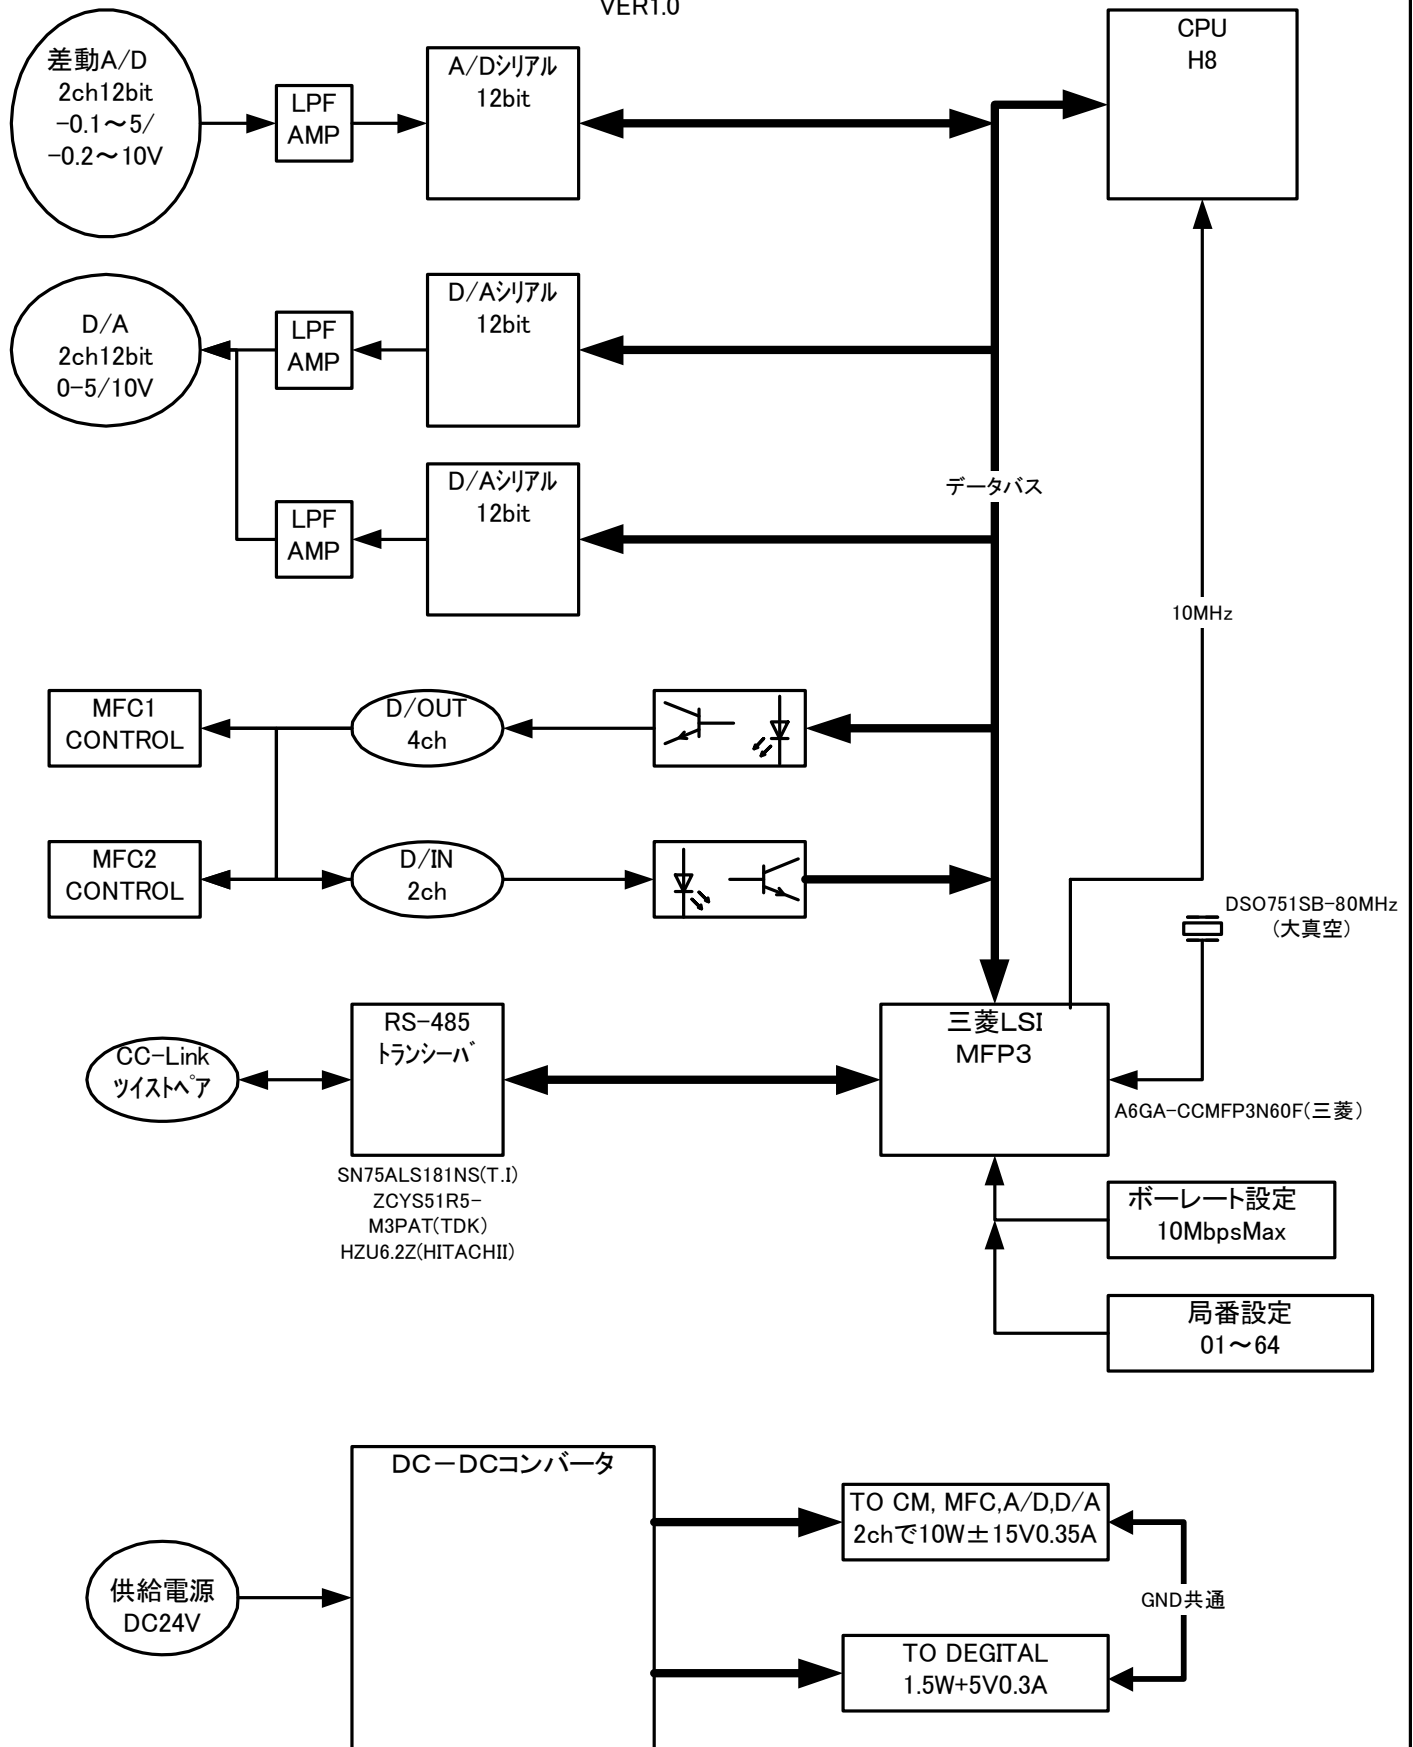 VER1.0
差動A/D
2ch12bit
-0.1～5/
-0.2～10V
LPF
AMP
A/Dｼﾘｱﾙ
12bit
CPU
H8
D/A
2ch12bit
0-5/10V
LPF
AMP
D/Aｼﾘｱﾙ
12bit
LPF
AMP
D/Aｼﾘｱﾙ
12bit
データバス
10MHz
MFC1
CONTROL
D/OUT
4ch
MFC2
CONTROL
D/IN
2ch
DSO751SB-80MHz
(大真空)
CC-Link
ﾂｲｽﾄﾍﾟｱ
RS-485
ﾄﾗﾝｼｰﾊﾞ
SN75ALS181NS(T.I)
ZCYS51R5-
M3PAT(TDK)
HZU6.2Z(HITACHII)
三菱LSI
MFP3
A6GA-CCMFP3N60F(三菱)
ボーレート設定
10MbpsMax
局番設定
01～64
DC－DCコンバータ
供給電源
DC24V
TO CM, MFC,A/D,D/A
2chで10W±15V0.35A
GND共通
TO DEGITAL
1.5W+5V0.3A